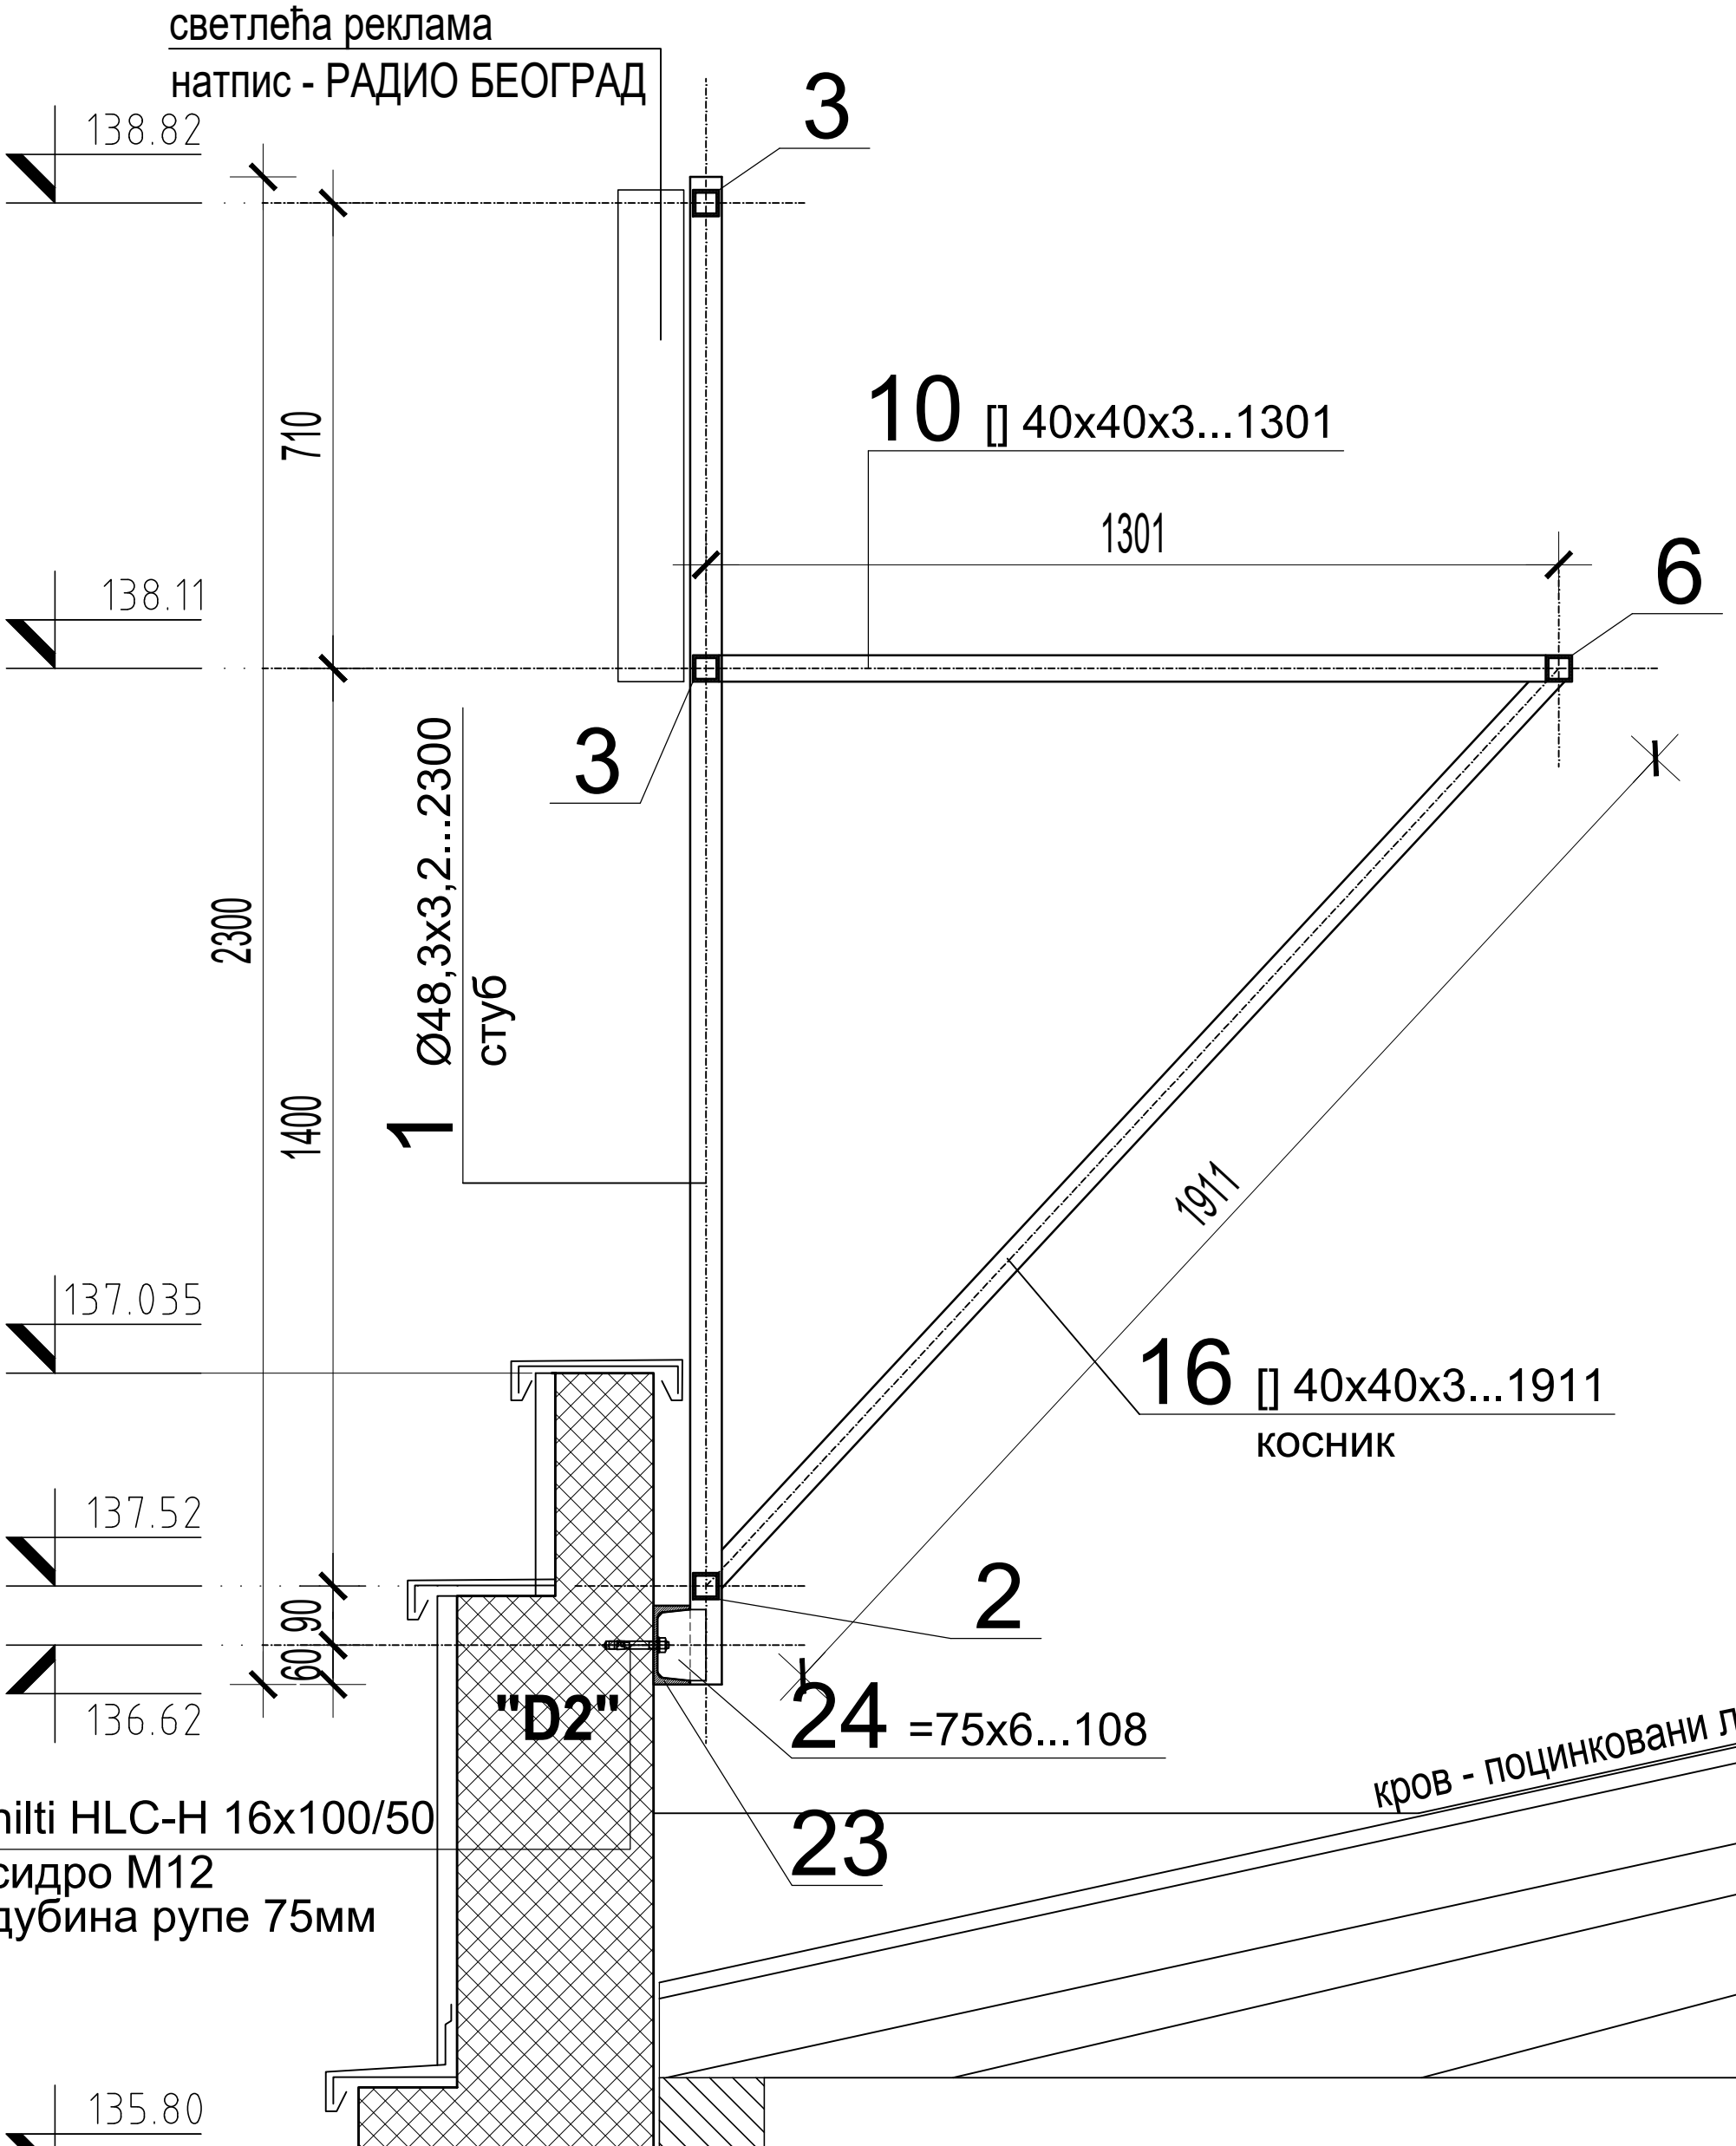 светлећа реклама
натпис - РАДИО БЕОГРАД
3
138.82
710
10 [] 40x40x3...1301
1301
6
138.11
3
Ø48,3x3,2...2300
стуб
1
2300
1400
1911
137.035
16 [] 40x40x3...1911
косник
137.52
90
2
60
136.62
"D2"
24 =75x6...108
кров - поцинковани
hilti HLC-H 16x100/50
23
сидро М12
дубина рупе 75мм
135.80